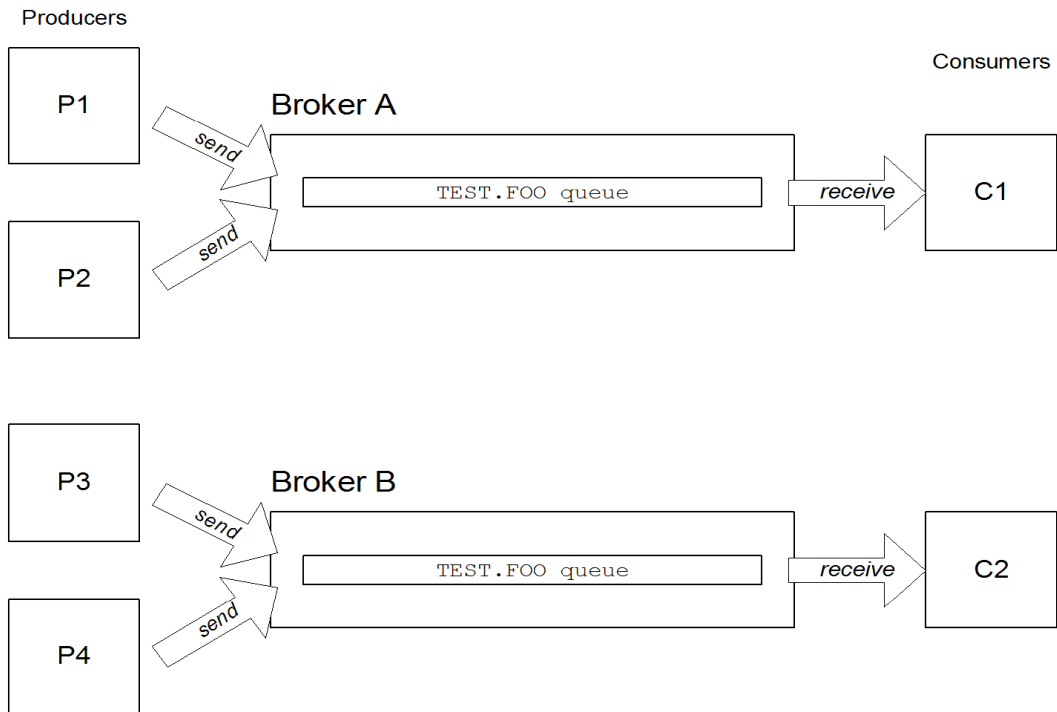 Producers
Consumers
P1
send
P2
send
Broker A
TEST.FOO queue
receive
C1
P3
send
P4
send
Broker B
TEST.FOO queue
receive
C2